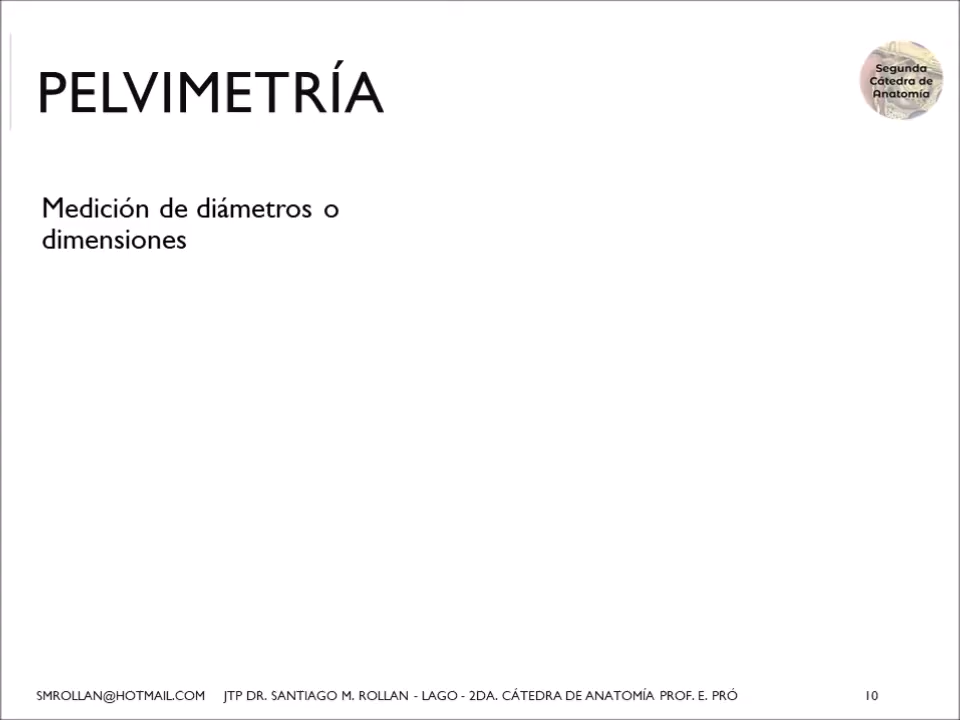 PELVIMETRÍA
Segunda
Cátedra de
Anatomía
Medición de diámetros o
dimensiones
SMROLLAN@HOTMAIL.COM JTP DR. SANTIAGO M. ROLLAN - LAGO - 2DA. CÁTEDRA DE ANATOMÍA PROF. E. PRÓ 10